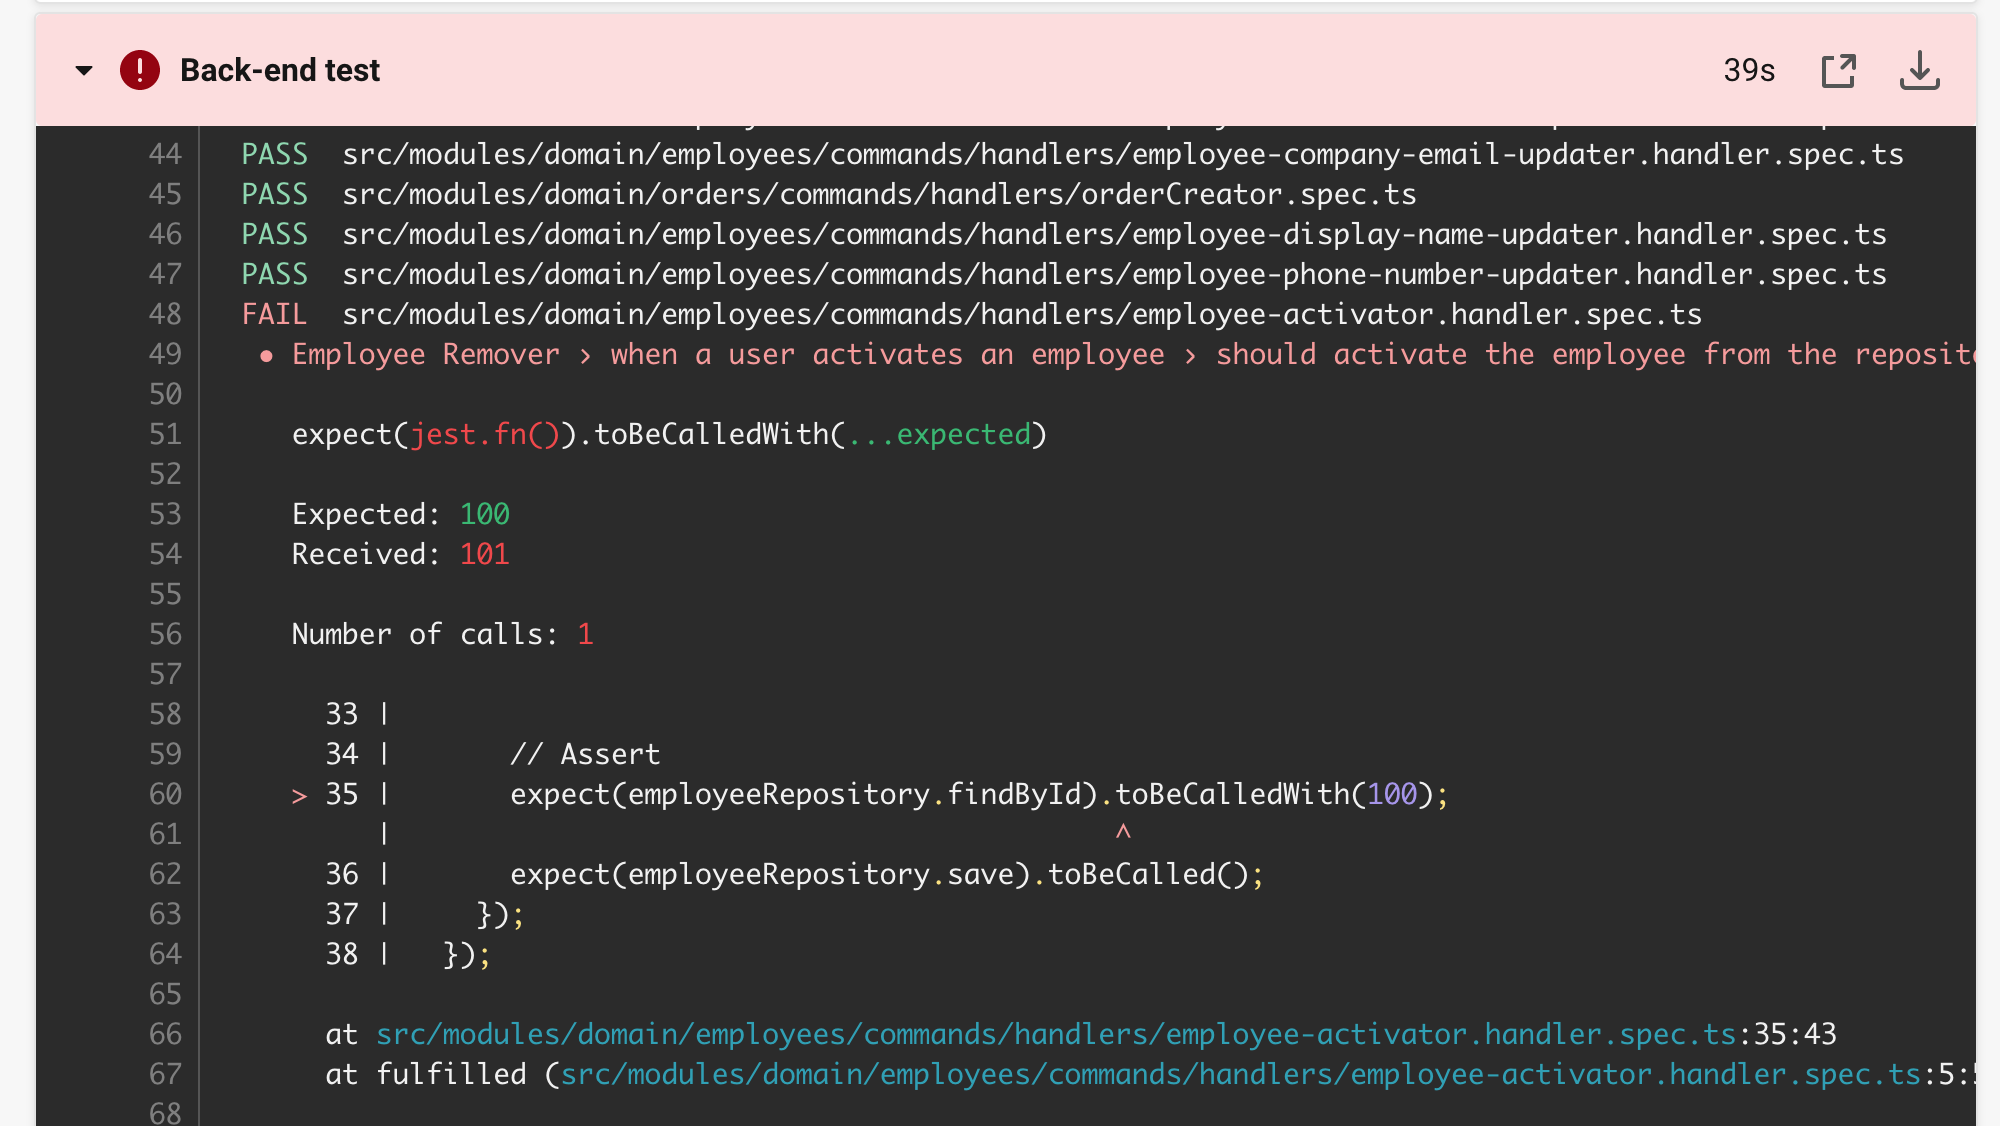 Back-end test
39s
44 PASS src/modules/domain/employees/commands/handlers/employee-company-email-updater.handler.spec.ts
45 PASS src/modules/domain/orders/commands/handlers/orderCreator.spec.ts
46 PASS src/modules/domain/employees/commands/handlers/employee-display-name-updater.handler.spec.ts
47 PASS src/modules/domain/employees/commands/handlers/employee-phone-number-updater.handler.spec.ts
48 FAIL src/modules/domain/employees/commands/handlers/employee-activator.handler.spec.ts
49 ● Employee Remover › when a user activates an employee › should activate the employee from the
50
51 expect(jest.fn()).toBeCalledWith(...expected)
52
53 Expected: 100
54 Received: 101
55
56 Number of calls: 1
57
58 33 |
59 34 | // Assert
60 > 35 | expect(employeeRepository.findById).toBeCalledWith(100);
61 | ^
62 36 | expect(employeeRepository.save).toBeCalled();
63 37 | });
64 38 | });
65
66 at src/modules/domain/employees/commands/handlers/employee-activator.handler.spec.ts:35:43
67 at fulfilled (src/modules/domain/employees/commands/handlers/employee-activator.handler.spec.ts:5:
68